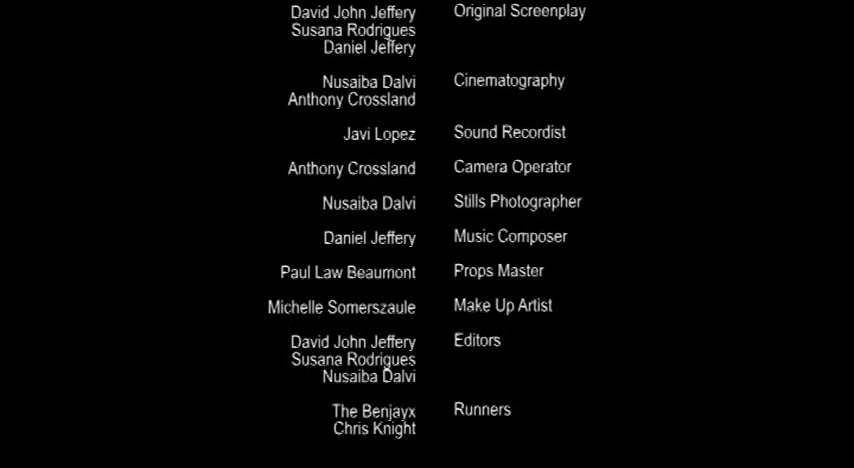 David John Jeffery Original Screenplay
Susana Rodrigues
Daniel Jeffery
Nusaiba Dalvi Cinematography
Anthony Crossland
Javi Lopez Sound Recordist
Anthony Crossland Camera Operator
Nusaiba Dalvi Stills Photographer
Daniel Jeffery Music Composer
Paul Law Beaumont Props Master
Michelle Somerszaule Make Up Artist
David John Jeffery Editors
Susana Rodrigues
Nusaiba Dalvi
The Benjayx Runners
Chris Knight